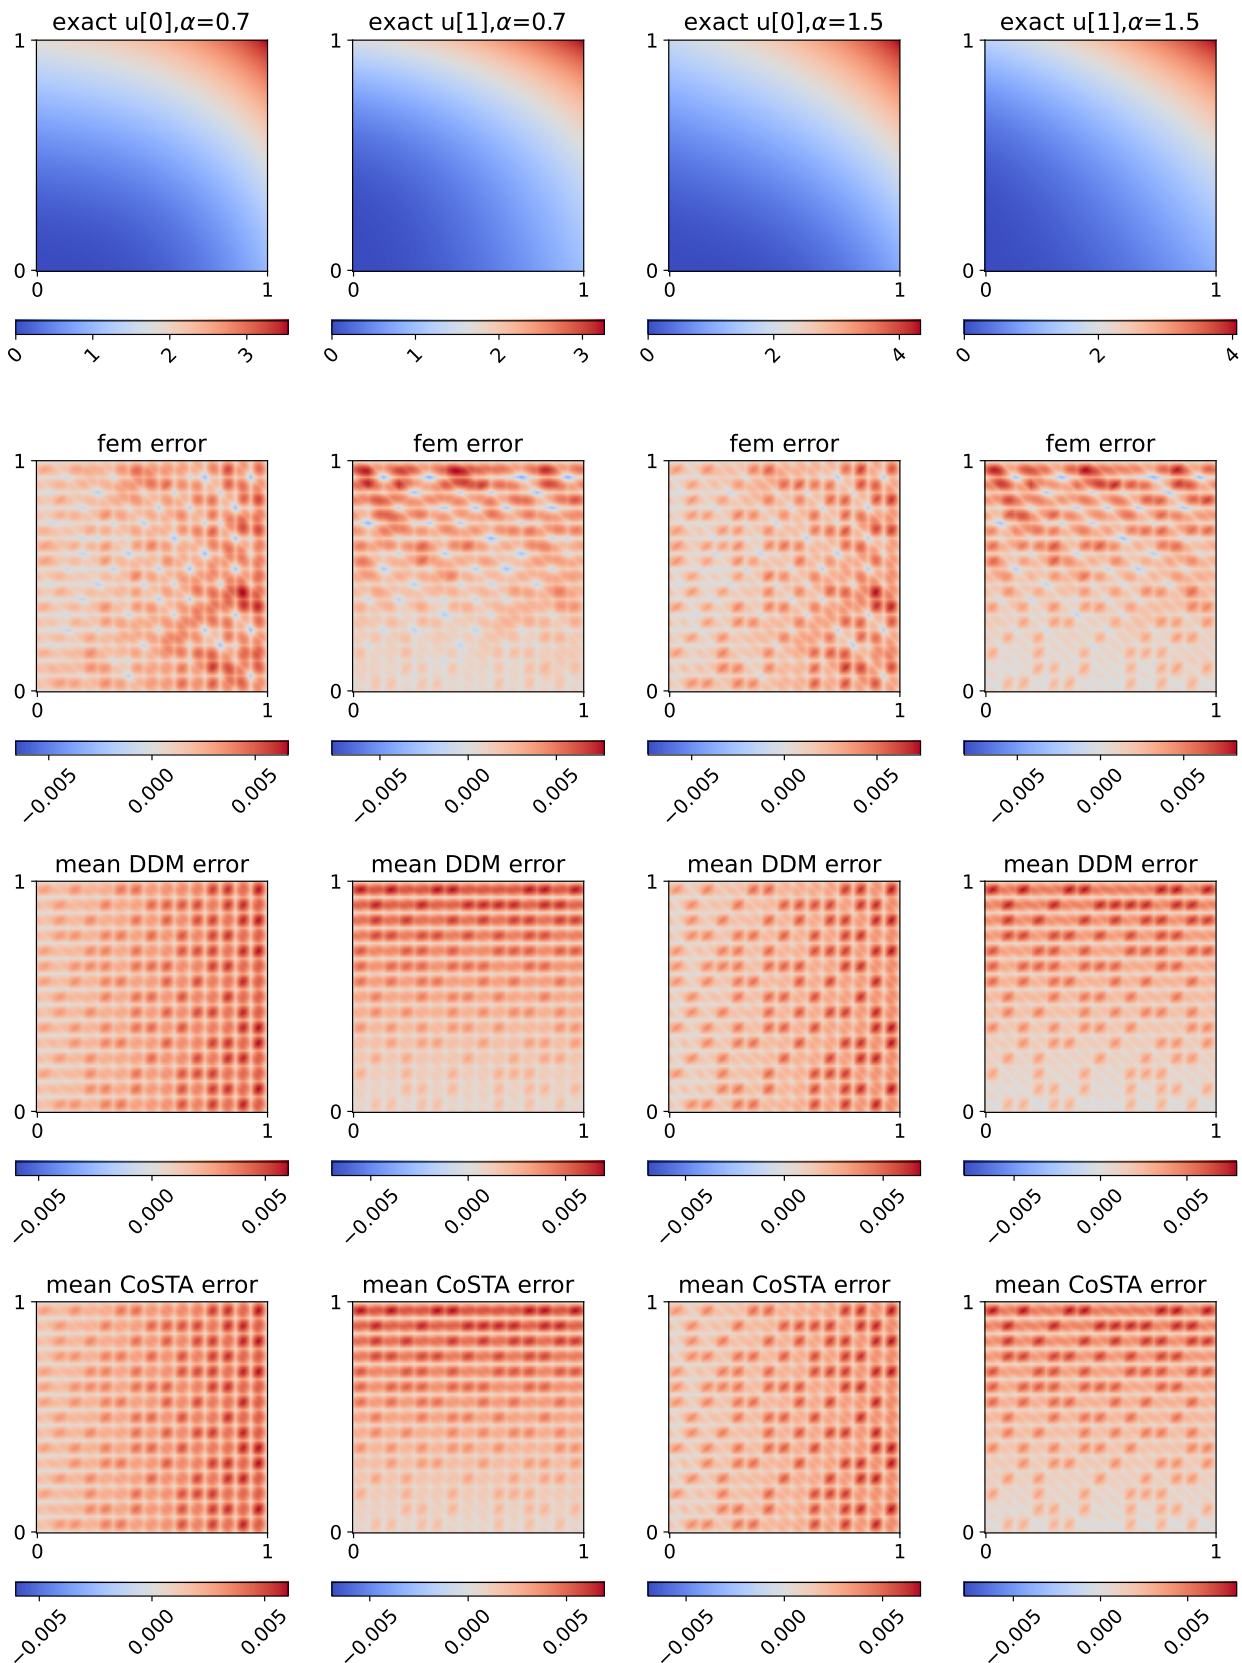 exact u[0],α=0.7 exact u[1],α=0.7 exact u[0],α=1.5 exact u[1],α=1.5
1 1 1 1
0 0 0 0
0 1 0 1 0 1 0 1
0 1 2 3 0 1 2 3 0 2 4 0 2 4
fem error fem error fem error fem error
1 1 1 1
0 0 0 0
0 1 0 1 0 1 0 1
−0.005 0.000 0.005 −0.005 0.000 0.005 −0.005 0.000 0.005 −0.005 0.000 0.005
mean DDM error mean DDM error mean DDM error mean DDM error
1 1 1 1
0 0 0 0
0 1 0 1 0 1 0 1
−0.005 0.000 0.005 −0.005 0.000 0.005 −0.005 0.000 0.005 −0.005 0.000 0.005
mean CoSTA error mean CoSTA error mean CoSTA error mean CoSTA error
1 1 1 1
0 0 0 0
0 1 0 1 0 1 0 1
−0.005 0.000 0.005 −0.005 0.000 0.005 −0.005 0.000 0.005 −0.005 0.000 0.005